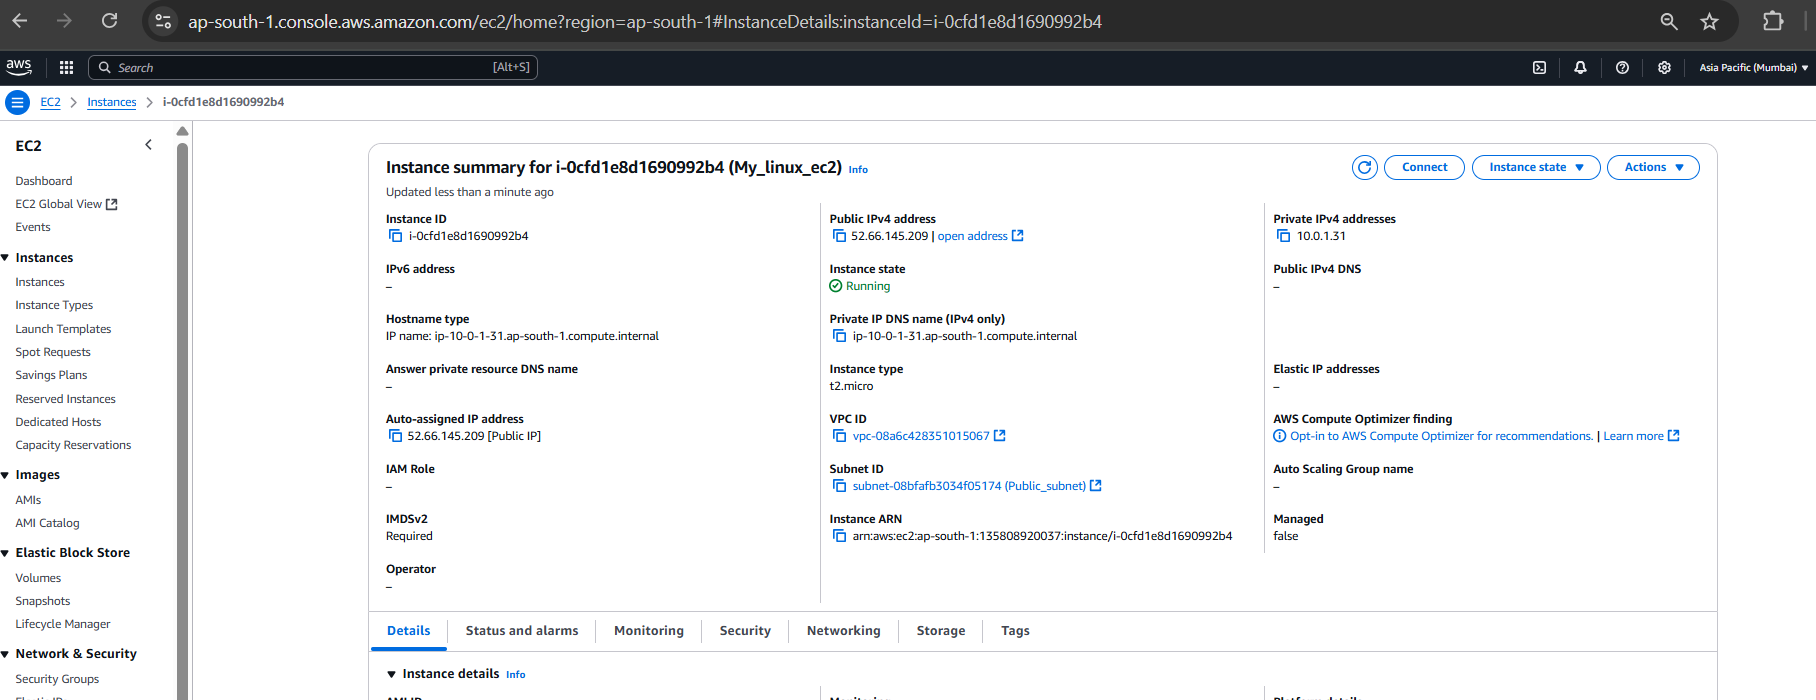 ap-south-1.console.aws.amazon.com/ec2/home?region=ap-south-1#InstanceDetails:instanceId=i-0cfd1e8d1690992b4
aws
Search
[Alt+S]
Asia Pacific (Mumbai)
EC2
Instances
i-0cfd1e8d1690992b4
EC2
Dashboard
EC2 Global View
Events
Instances
Instances
Instance Types
Launch Templates
Spot Requests
Savings Plans
Reserved Instances
Dedicated Hosts
Capacity Reservations
Images
AMIs
AMI Catalog
Elastic Block Store
Volumes
Snapshots
Lifecycle Manager
Network & Security
Security Groups
Instance summary for i-0cfd1e8d1690992b4 (My_linux_ec2) Info
Updated less than a minute ago
Connect
Instance state
Actions
Instance ID
i-0cfd1e8d1690992b4
IPv6 address
–
Hostname type
IP name: ip-10-0-1-31.ap-south-1.compute.internal
Answer private resource DNS name
–
Auto-assigned IP address
52.66.145.209 [Public IP]
IAM Role
–
IMDSv2
Required
Operator
–
Public IPv4 address
52.66.145.209 | open address
Instance state
Running
Private IP DNS name (IPv4 only)
ip-10-0-1-31.ap-south-1.compute.internal
Instance type
t2.micro
VPC ID
vpc-08a6c428351015067
Subnet ID
subnet-08bfafb3034f05174 (Public_subnet)
Instance ARN
arn:aws:ec2:ap-south-1:135808920037:instance/i-0cfd1e8d1690992b4
Private IPv4 addresses
10.0.1.31
Public IPv4 DNS
–
Elastic IP addresses
–
AWS Compute Optimizer finding
Opt-in to AWS Compute Optimizer for recommendations. | Learn more
Auto Scaling Group name
–
Managed
false
Details
Status and alarms
Monitoring
Security
Networking
Storage
Tags
Instance details Info